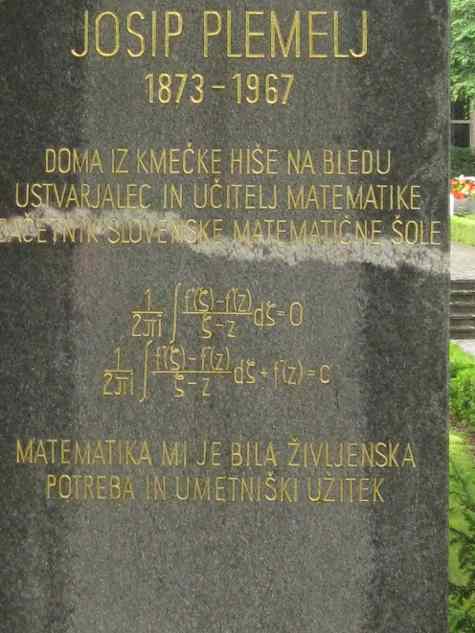 JOSIP PLEMELJ
1873 – 1967
DOMA IZ KMEČKE HIŠE NA BLEDU
USTVARJALEC IN UČITELJ MATEMATIKE
ZAČETNIK SLOVENSKE MATEMATIČNE ŠOLE
1/2πi ∫ f⁺(ζ)-f⁺(z)/ζ-z dζ=0
1/2πi ∫ f⁻(ζ)-f⁻(z)/ζ-z dζ+f⁻(z)=c
MATEMATIKA MI JE BILA ŽIVLJENSKA
POTREBA IN UMETNIŠKI UŽITEK